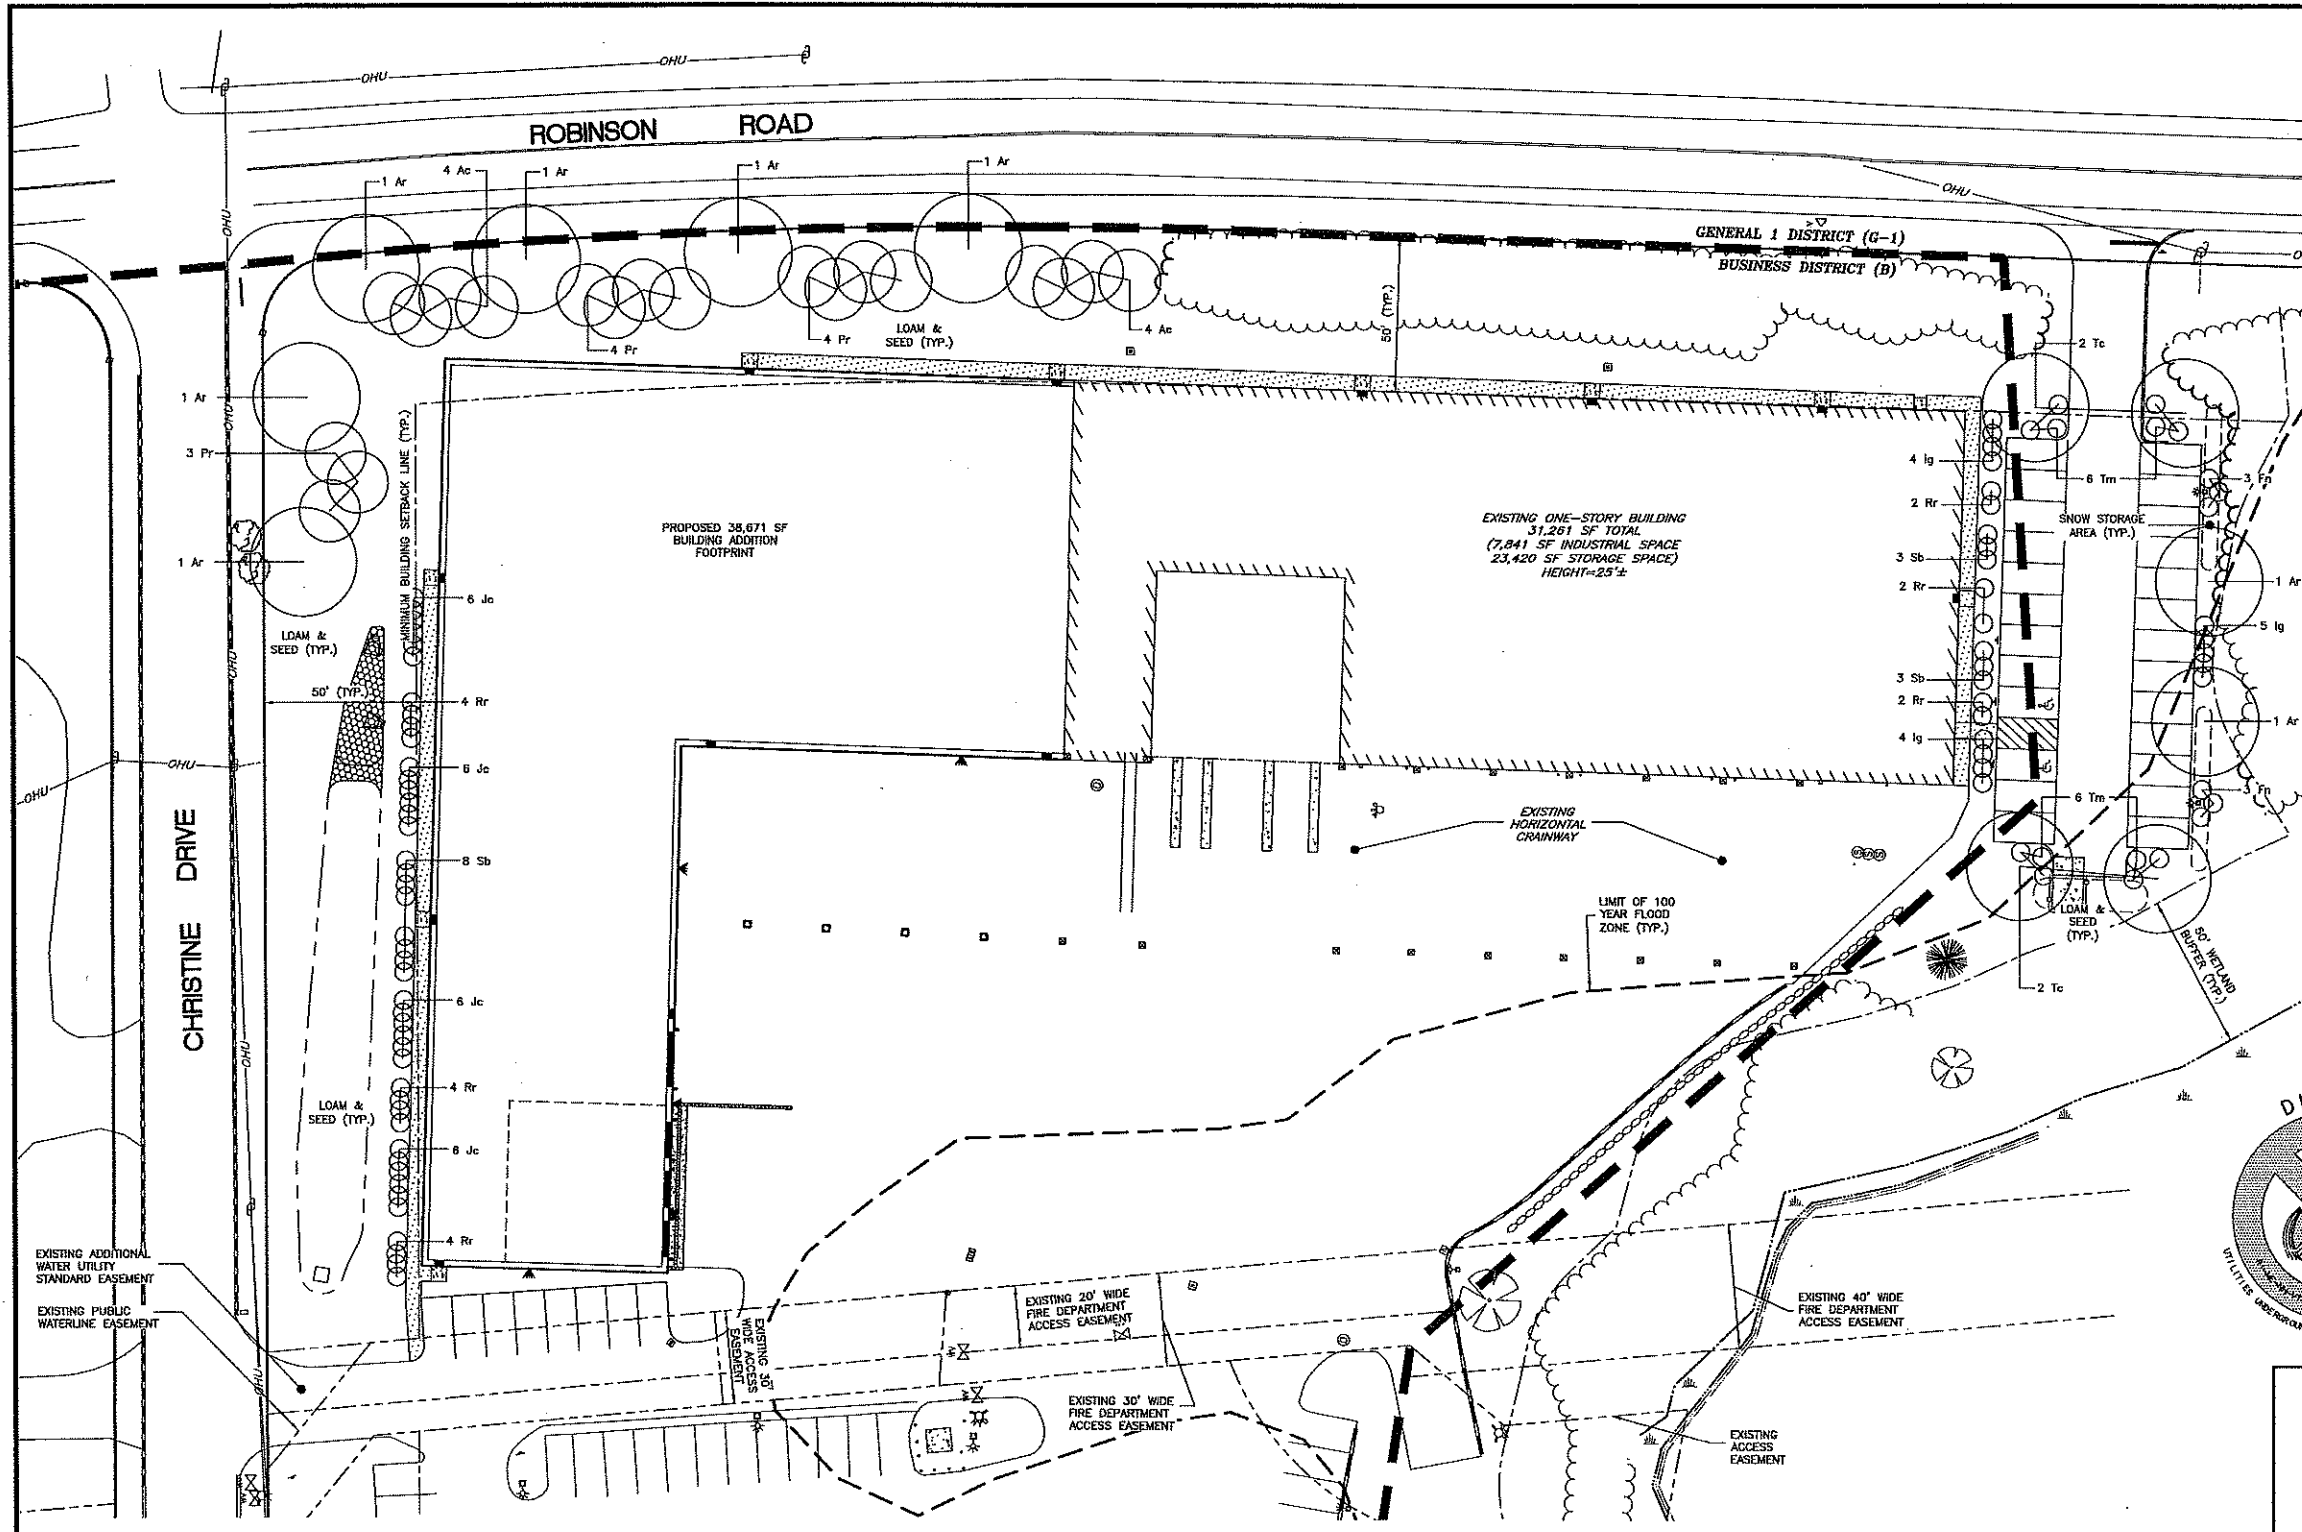 OHU
OHU
ROBINSON ROAD
1 Ar
4 Ac
1 Ar
1 Ar
1 Ar
OHU
OHU
GENERAL 1 DISTRICT (G-1)
BUSINESS DISTRICT (B)
50' (TYP.)
4 Pr
4 Pr
LOAM &
SEED (TYP.)
4 Ac
2 Tc
1 Ar
OHU
3 Pr
1 Ar
MINIMUM BUILDING SETBACK LINE (TYP.)
PROPOSED 38,671 SF
BUILDING ADDITION
FOOTPRINT
EXISTING ONE-STORY BUILDING
31,261 SF TOTAL
(7,841 SF INDUSTRIAL SPACE
23,420 SF STORAGE SPACE)
HEIGHT=25'±
4 Ig
2 Rr
3 Sb
2 Rr
3 Sb
2 Rr
4 Ig
6 Tm
3 Fn
SNOW STORAGE
AREA (TYP.)
1 Ar
5 Ig
1 Ar
3 Fn
6 Tm
LOAM &
SEED (TYP.)
OHU
50' (TYP.)
6 Jc
4 Rr
6 Jc
8 Sb
6 Jc
4 Rr
6 Jc
4 Rr
OHU
OHU
CHRISTINE DRIVE
OHU
LOAM &
SEED (TYP.)
EXISTING
HORIZONTAL
CRAINWAY
LIMIT OF 100
YEAR FLOOD
ZONE (TYP.)
LOAM &
SEED
(TYP.)
2 Tc
50' WETLAND
BUFFER (TYP.)
EXISTING ADDITIONAL
WATER UTILITY
STANDARD EASEMENT
EXISTING PUBLIC
WATERLINE EASEMENT
OHU
EXISTING 30'
WIDE ACCESS
EASEMENT
EXISTING 20' WIDE
FIRE DEPARTMENT
ACCESS EASEMENT
EXISTING 30' WIDE
FIRE DEPARTMENT
ACCESS EASEMENT
EXISTING 40' WIDE
FIRE DEPARTMENT
ACCESS EASEMENT
EXISTING
ACCESS
EASEMENT